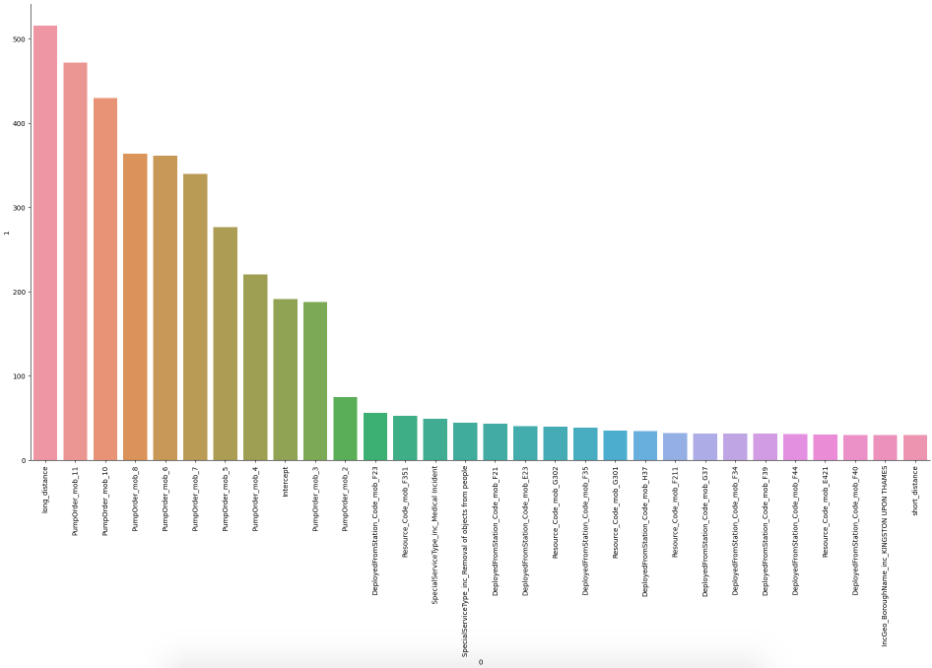 500
400
300
200
100
0
1
long_distance
PumpOrder_mob_11
PumpOrder_mob_10
PumpOrder_mob_8
PumpOrder_mob_6
PumpOrder_mob_7
PumpOrder_mob_5
PumpOrder_mob_4
Intercept
PumpOrder_mob_3
PumpOrder_mob_2
DeployedFromStation_Code_mob_F23
Resource_Code_mob_F351
SpecialServiceType_inc_Medical Incident
SpecialServiceType_inc_Removal of objects from people
DeployedFromStation_Code_mob_F21
DeployedFromStation_Code_mob_E23
Resource_Code_mob_G302
DeployedFromStation_Code_mob_F35
Resource_Code_mob_G301
DeployedFromStation_Code_mob_H37
Resource_Code_mob_F211
DeployedFromStation_Code_mob_G37
DeployedFromStation_Code_mob_F34
DeployedFromStation_Code_mob_F39
DeployedFromStation_Code_mob_F44
Resource_Code_mob_E421
DeployedFromStation_Code_mob_F40
IncGeo_BoroughName_inc_KINGSTON UPON THAMES
short_distance
0